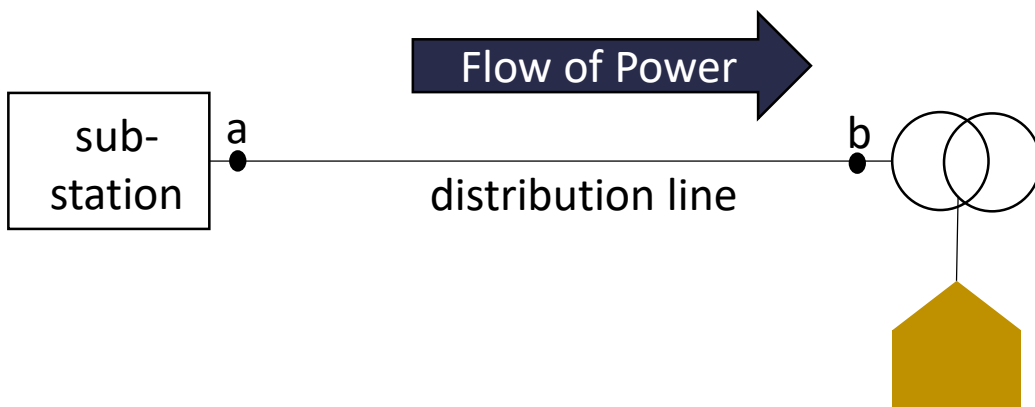 Flow of Power
sub-
station
a
b
distribution line